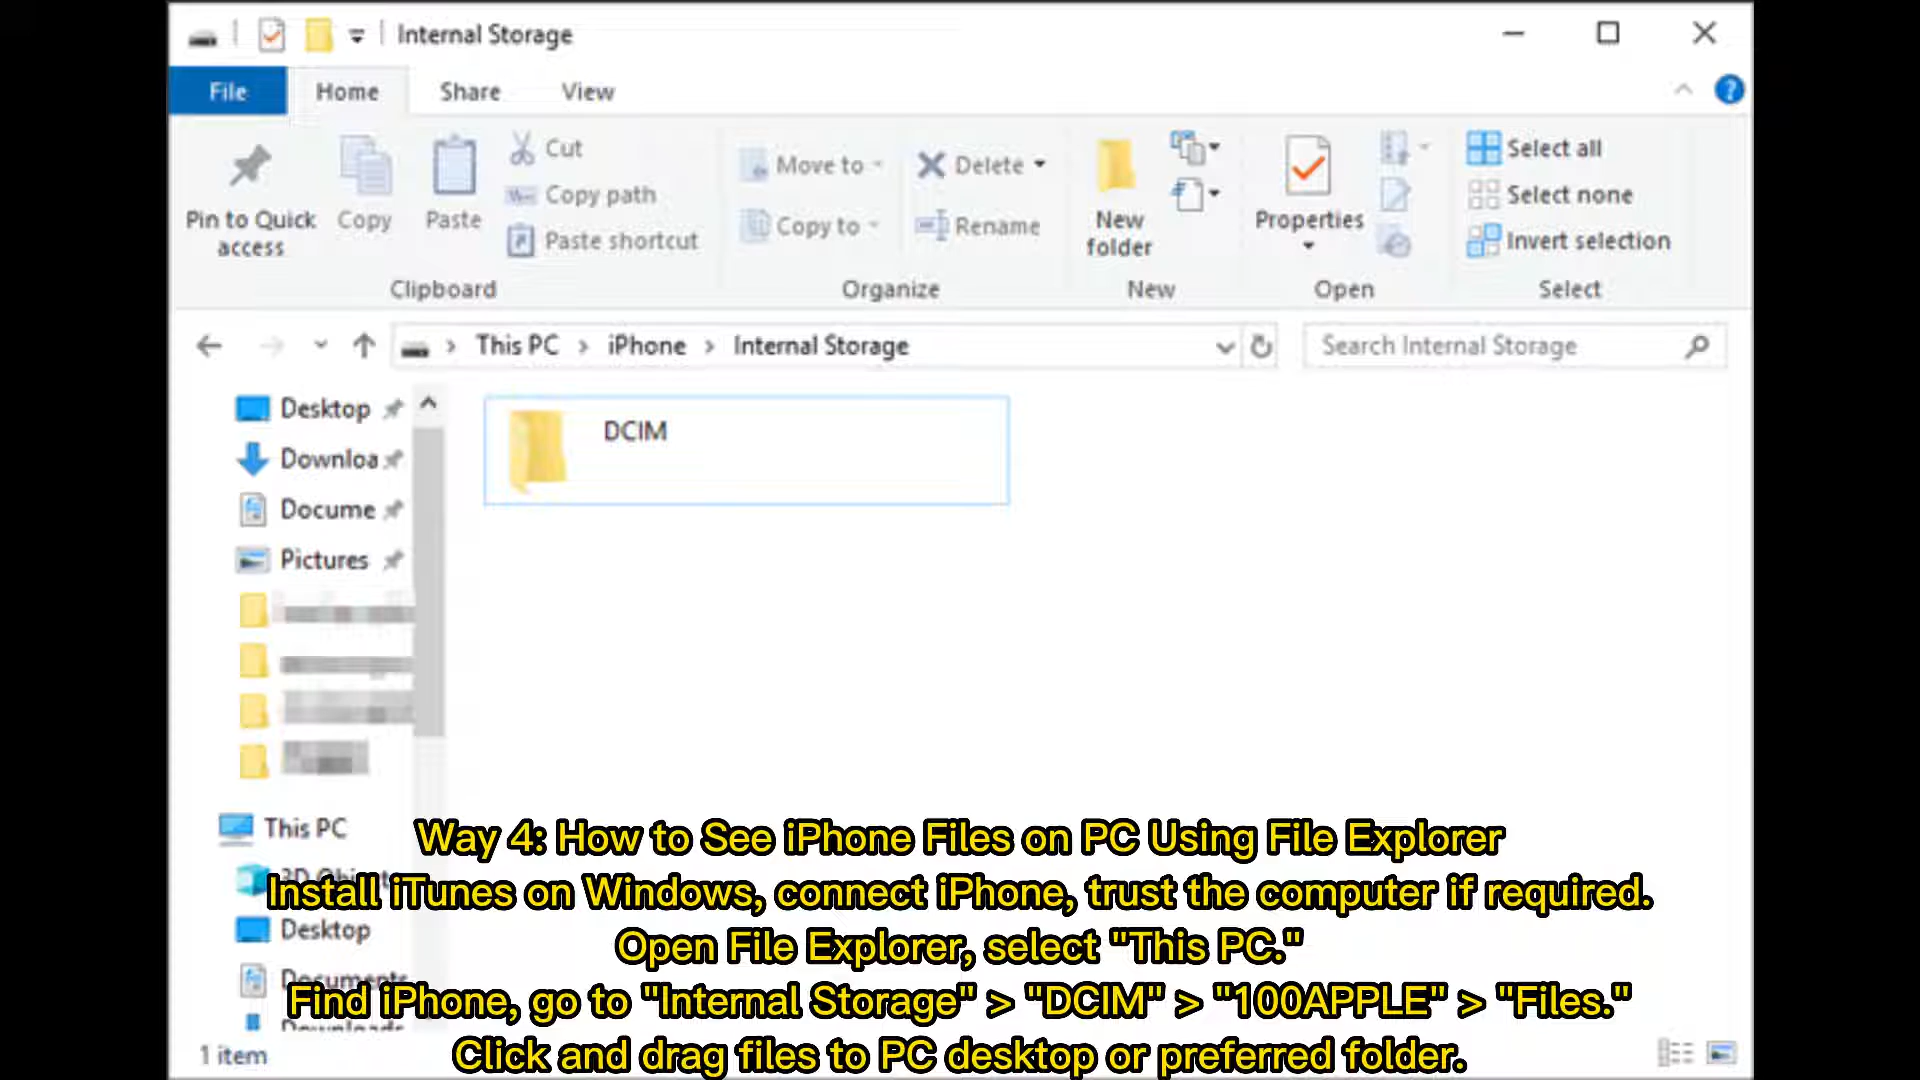 Internal Storage
File Home Share View
Pin to Quick access
Copy
Paste
Cut
Copy path
Paste shortcut
Clipboard
Move to
Copy to
Delete
Rename
Organize
New folder
New
Properties
Open
Select all
Select none
Invert selection
Select
This PC > iPhone > Internal Storage
Search Internal Storage
Desktop
Downloa
Docume
Pictures
DCIM
This PC
3D Object
Desktop
Documents
Downloads
1 item
Way 4: How to See iPhone Files on PC Using File Explorer
Install iTunes on Windows, connect iPhone, trust the computer if required.
Open File Explorer, select "This PC."
Find iPhone, go to "Internal Storage" > "DCIM" > "100APPLE" > "Files."
Click and drag files to PC desktop or preferred folder.